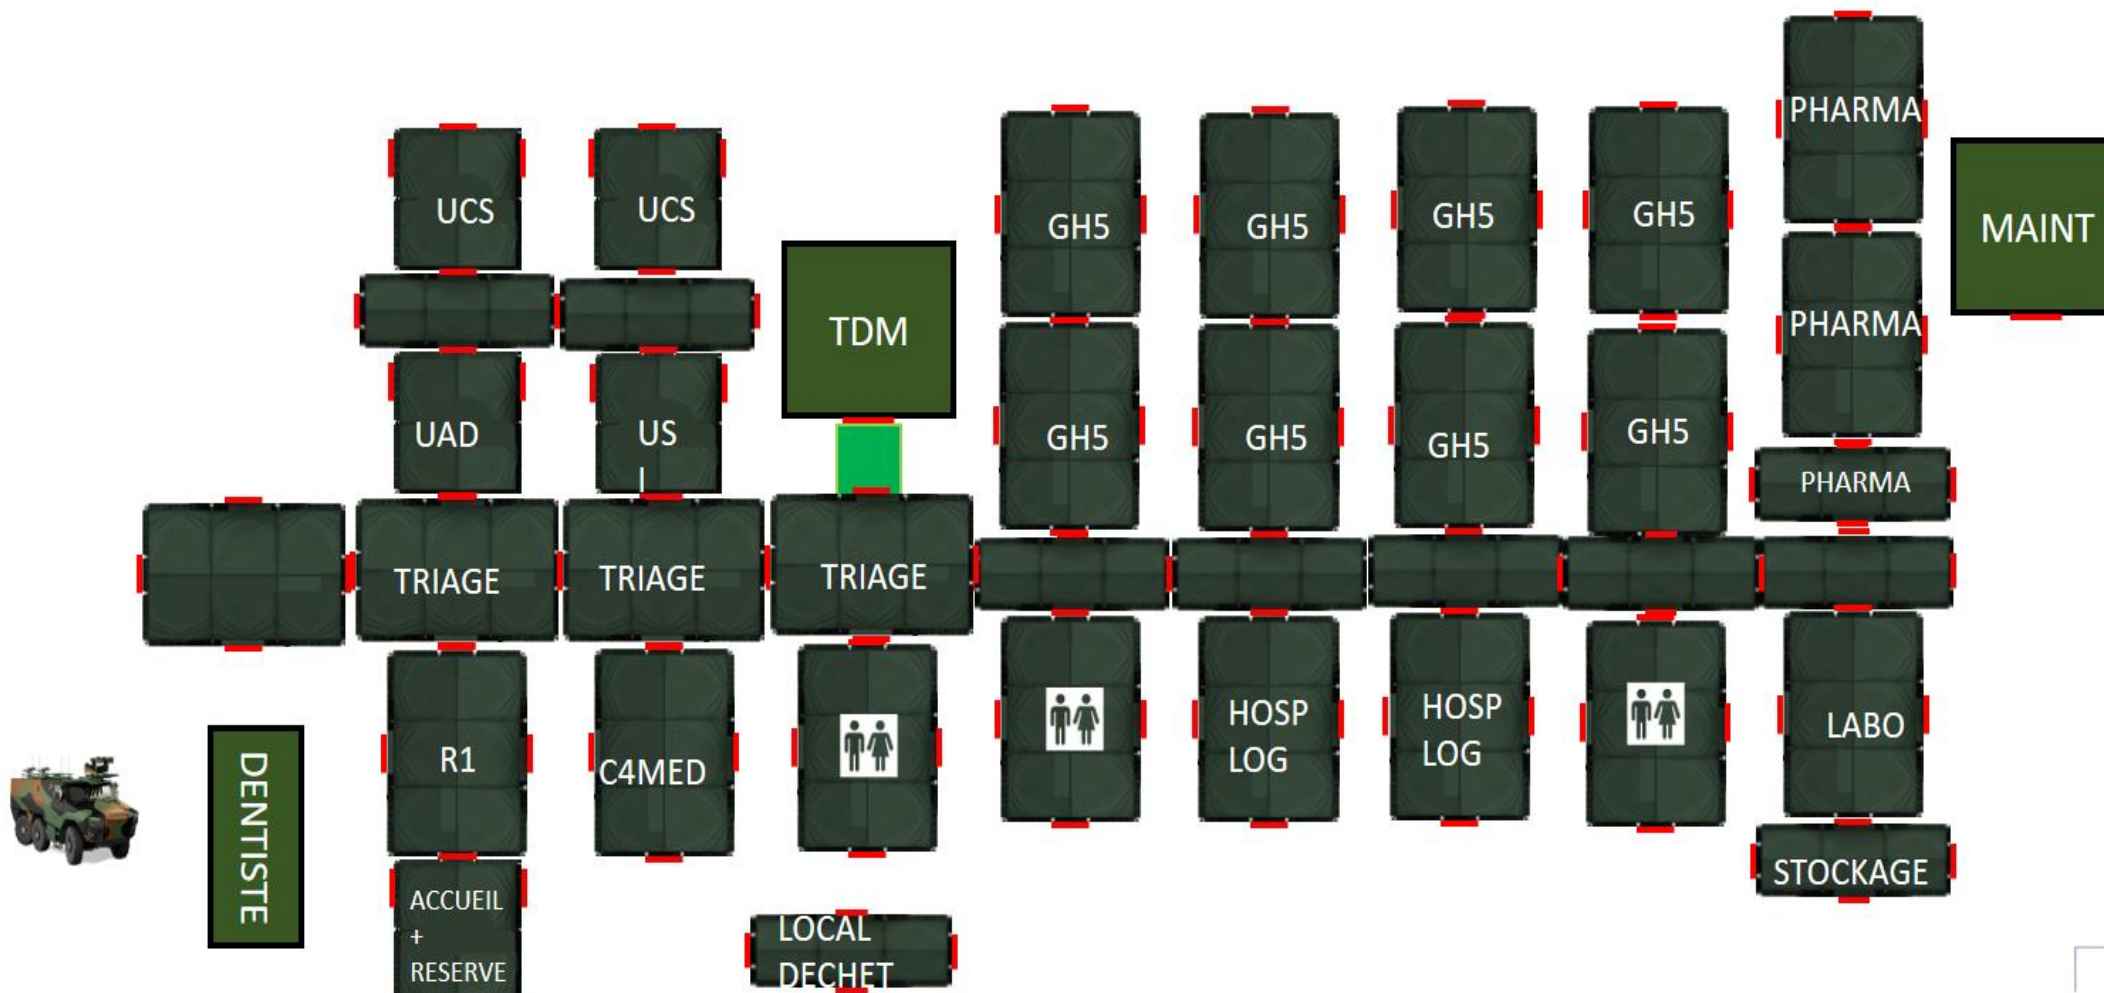 PHARMA
UCS
UCS
GH5
GH5
GH5
GH5
MAINT
TDM
PHARMA
UAD
US
I
GH5
GH5
GH5
GH5
PHARMA
TRIAGE
TRIAGE
TRIAGE
DENTISTE
R1
C4MED
HOSP
LOG
HOSP
LOG
LABO
STOCKAGE
ACCUEIL
+
RESERVE
LOCAL
DECHET